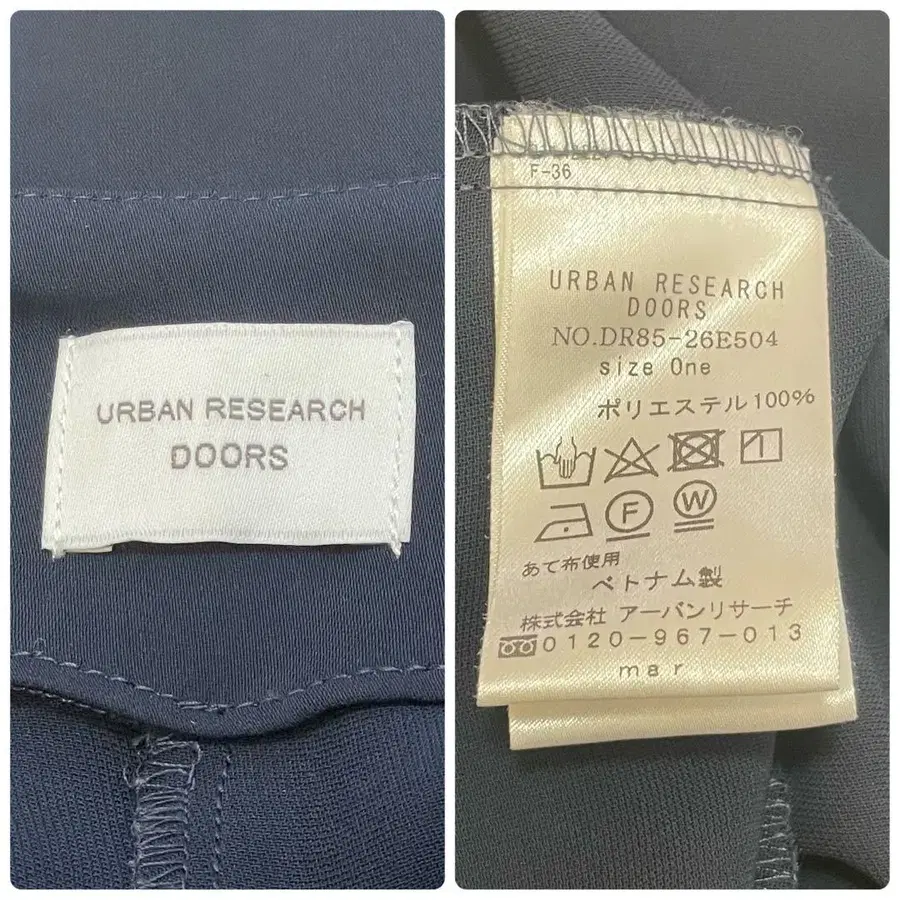 URBAN RESEARCH
DOORS
F-36
URBAN RESEARCH
DOORS
NO.DR85-26E504
size One
ポリエステル100%
F
W
あて布使用
ベトナム製
株式会社 アーバンリサーチ
0120-967-013
mar